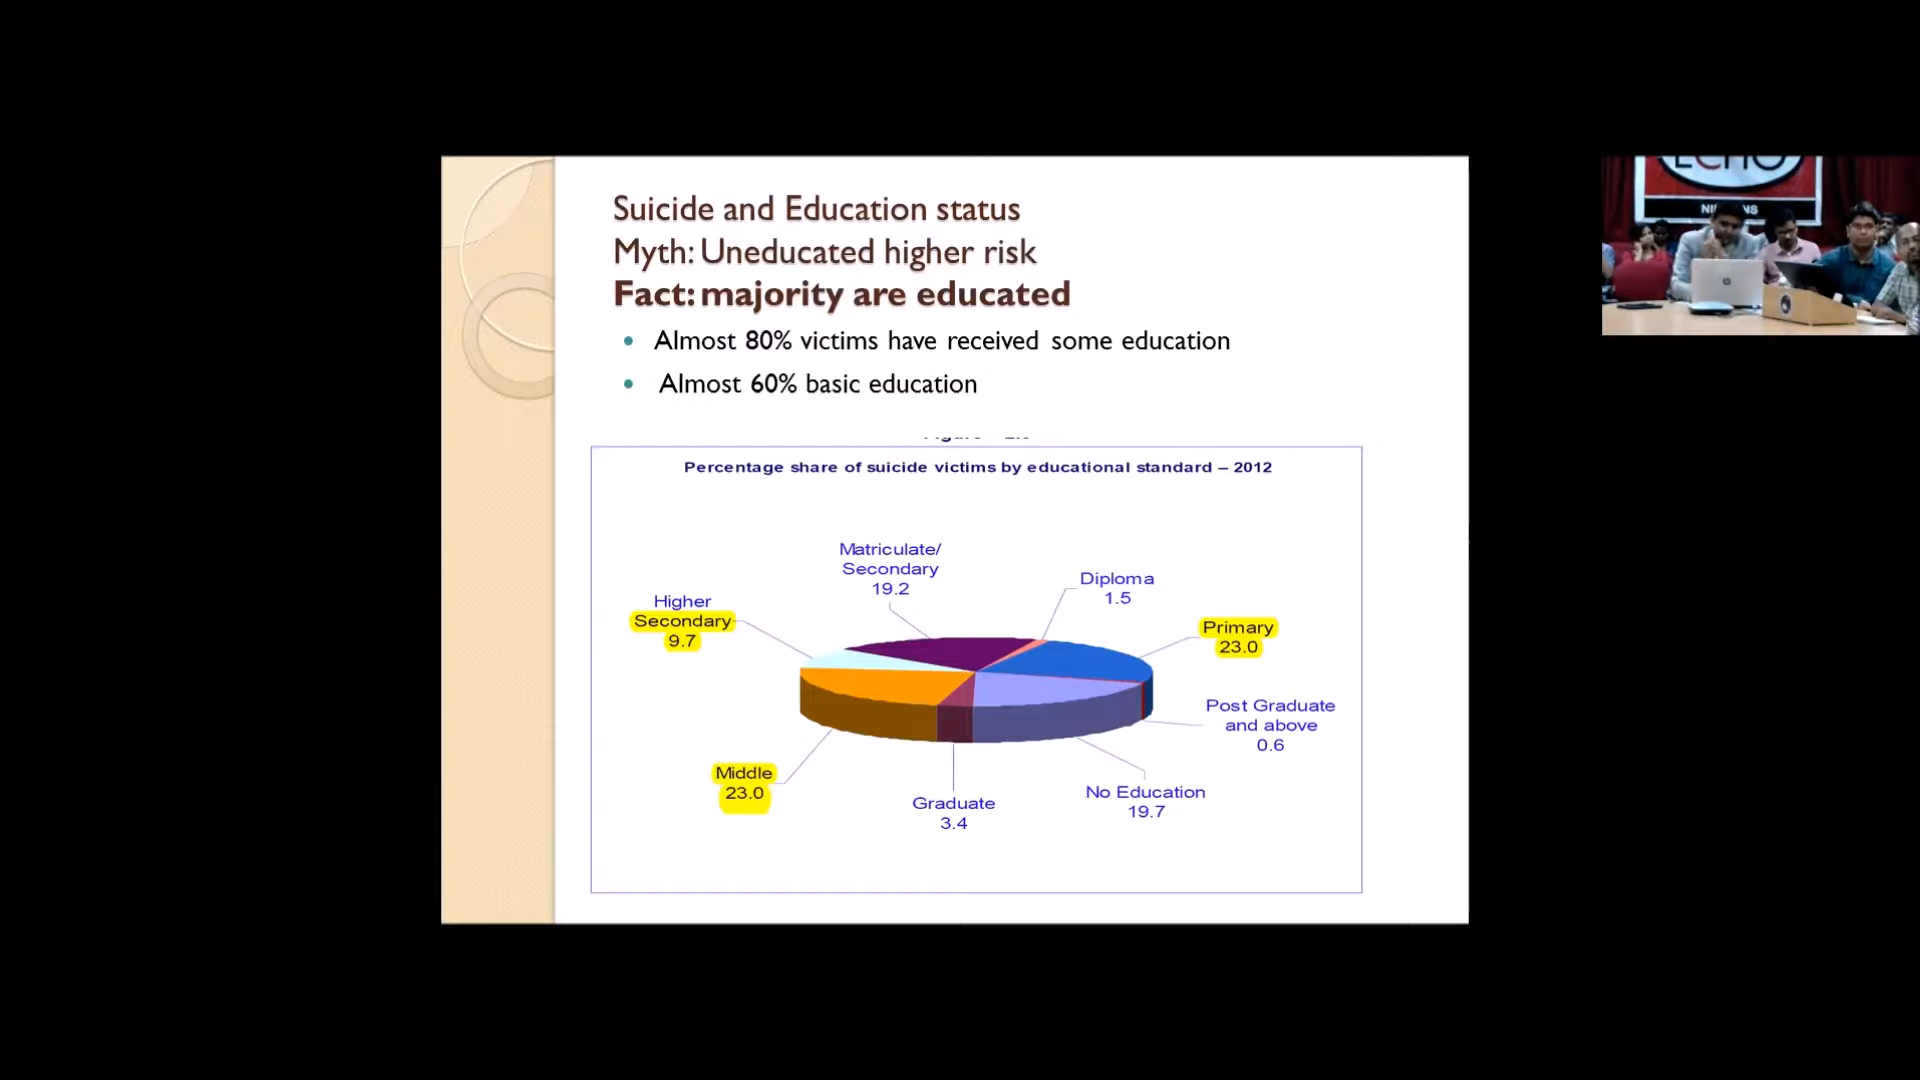 Suicide and Education status
Myth: Uneducated higher risk
Fact: majority are educated
• Almost 80% victims have received some education
• Almost 60% basic education
Percentage share of suicide victims by educational standard – 2012
Matriculate/
Secondary
19.2
Diploma
1.5
Higher
Secondary
9.7
Primary
23.0
Post Graduate
and above
0.6
Middle
23.0
Graduate
3.4
No Education
19.7
ECHO